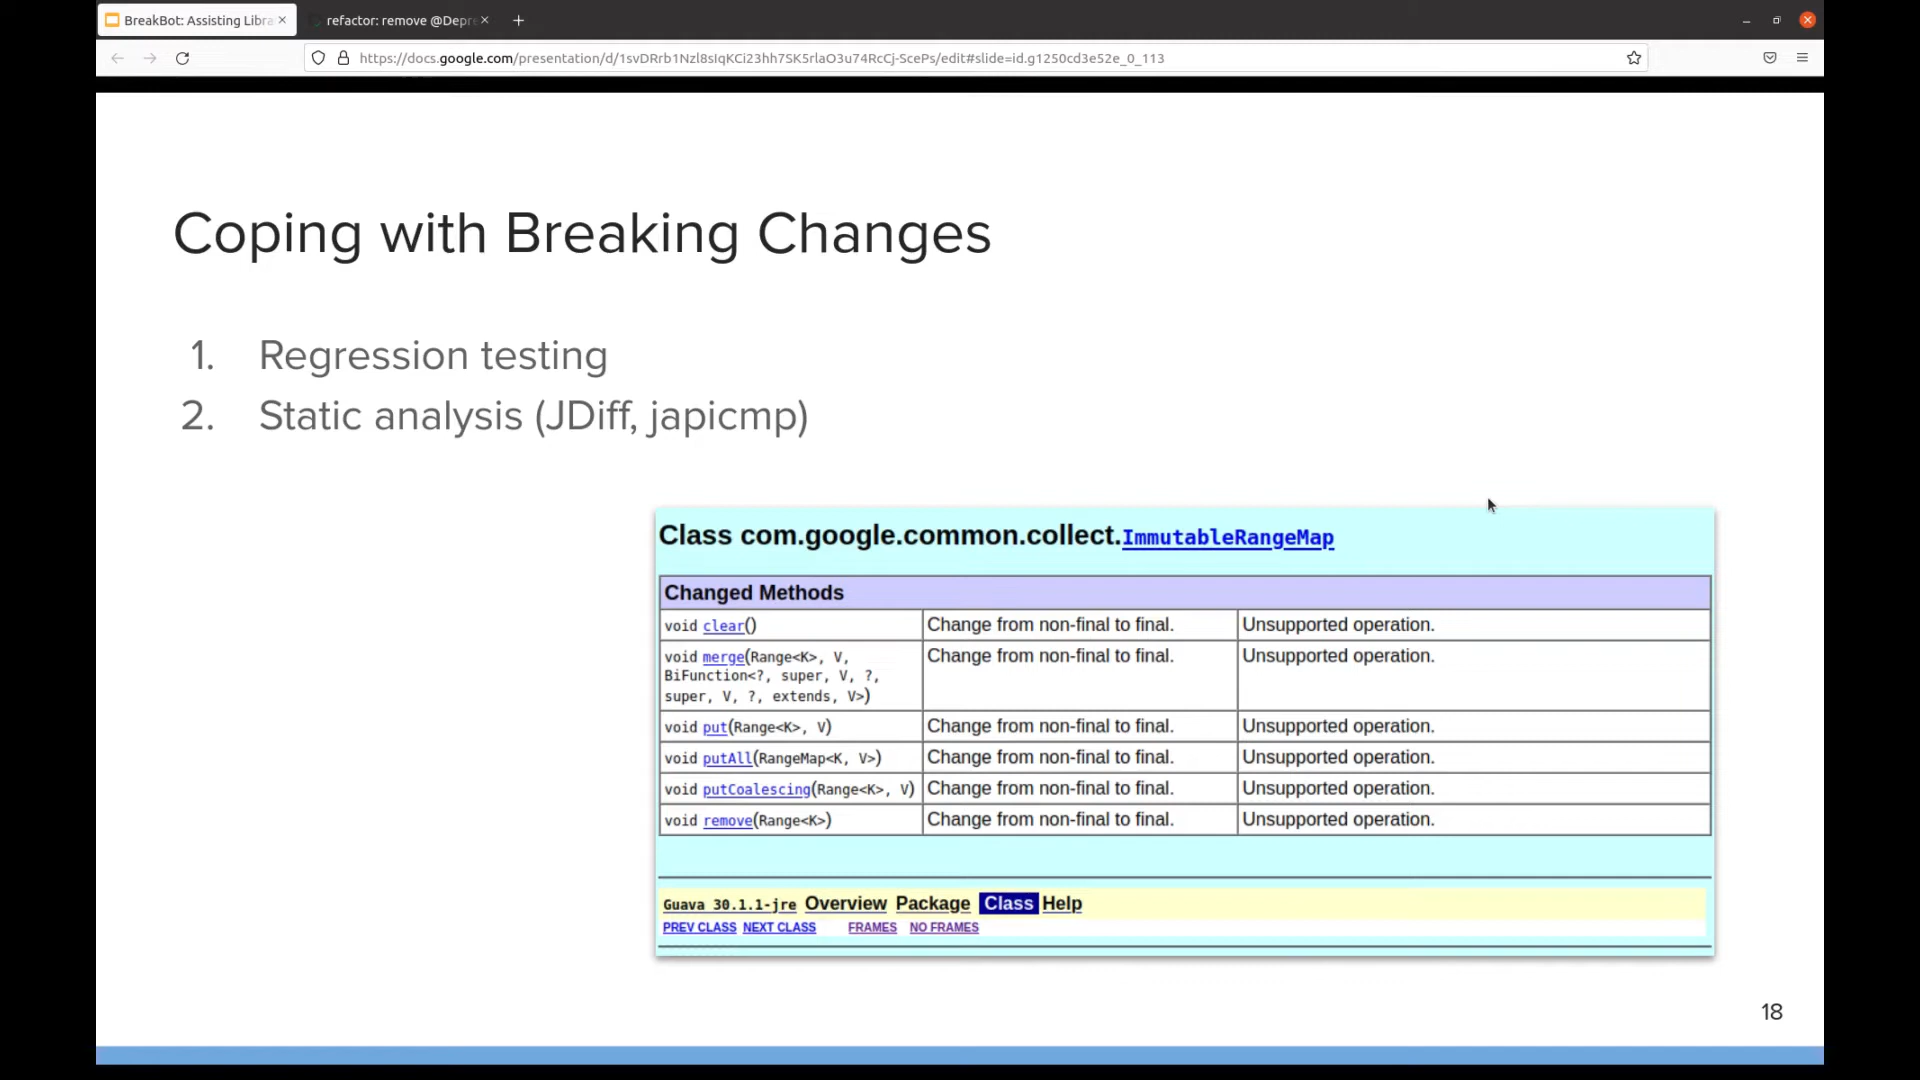 BreakBot: Assisting Libra
refactor: remove @Depre
https://docs.google.com/presentation/d/1svDRrb1Nzl8sIqKCi23hh7SK5rlaO3u74RcCj-ScePs/edit#slide=id.g1250cd3e52e_0_113
Coping with Breaking Changes
1. Regression testing
2. Static analysis (JDiff, japicmp)
Class com.google.common.collect.ImmutableRangeMap
Changed Methods
void clear() Change from non-final to final. Unsupported operation.
void merge(Range<K>, V, Change from non-final to final. Unsupported operation.
BiFunction<?, super, V, ?,
super, V, ?, extends, V>)
void put(Range<K>, V) Change from non-final to final. Unsupported operation.
void putAll(RangeMap<K, V>) Change from non-final to final. Unsupported operation.
void putCoalescing(Range<K>, V) Change from non-final to final. Unsupported operation.
void remove(Range<K>) Change from non-final to final. Unsupported operation.
Guava 30.1.1-jre Overview Package Class Help
PREV CLASS NEXT CLASS FRAMES NO FRAMES
18